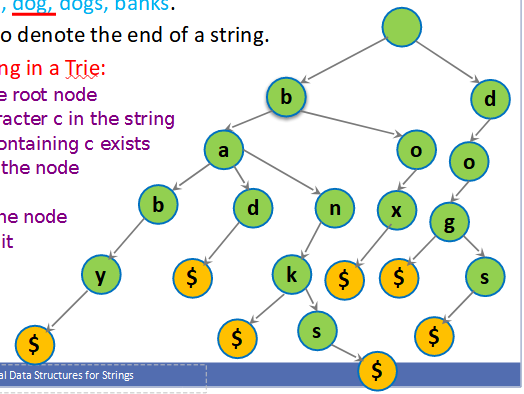 , dog, dogs, banks.
o denote the end of a string.
ng in a Trie:
e root node
racter c in the string
ontaining c exists
the node
ne node
it
b d
a o o
b d n x g
y $ k $ $ s
$ $ s $
$
al Data Structures for Strings